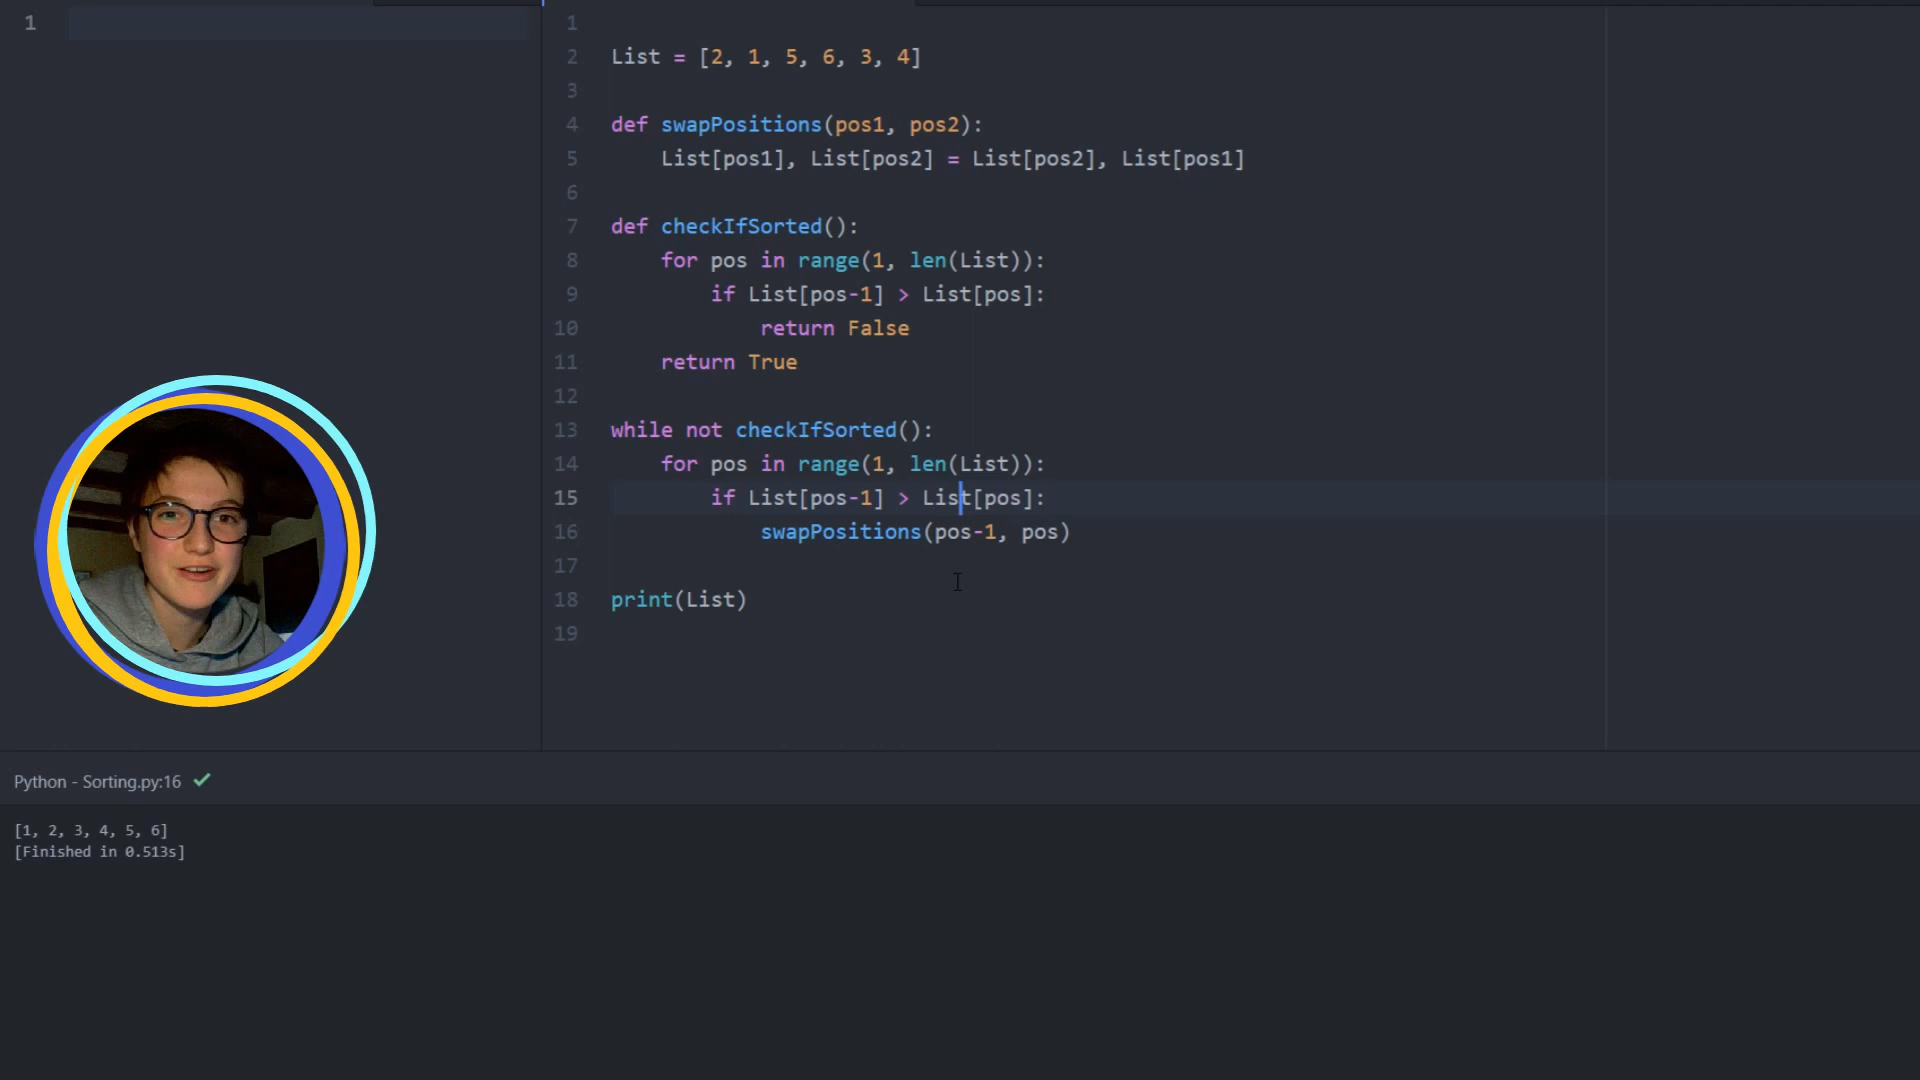 1
1
2 List = [2, 1, 5, 6, 3, 4]
3
4 def swapPositions(pos1, pos2):
5     List[pos1], List[pos2] = List[pos2], List[pos1]
6
7 def checkIfSorted():
8     for pos in range(1, len(List)):
9         if List[pos-1] > List[pos]:
10             return False
11     return True
12
13 while not checkIfSorted():
14     for pos in range(1, len(List)):
15         if List[pos-1] > List[pos]:
16             swapPositions(pos-1, pos)
17
18 print(List)
19
Python - Sorting.py:16
[1, 2, 3, 4, 5, 6]
[Finished in 0.513s]